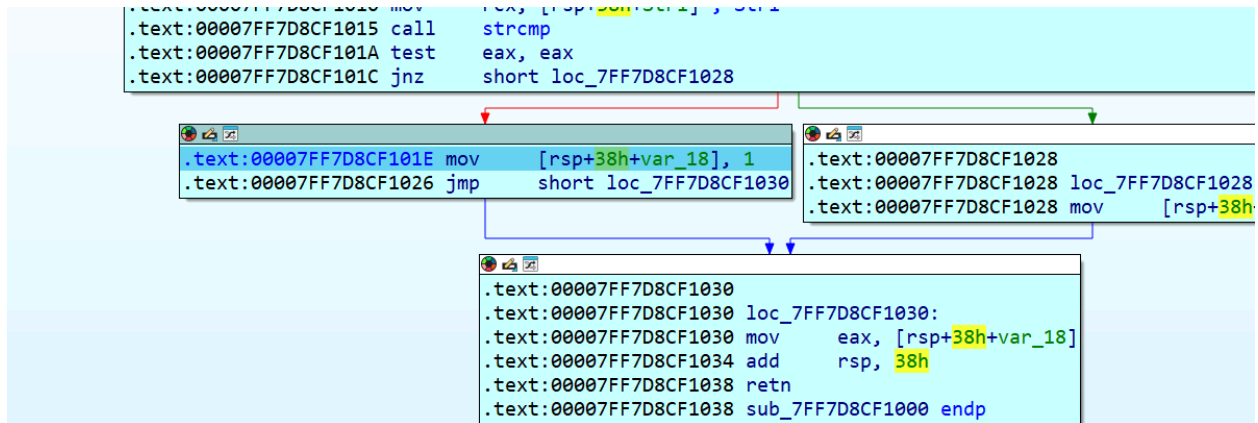 .text:00007FF7D8CF1015 call strcmp
.text:00007FF7D8CF101A test eax, eax
.text:00007FF7D8CF101C jnz short loc_7FF7D8CF1028
.text:00007FF7D8CF101E mov [rsp+38h+var_18], 1
.text:00007FF7D8CF1026 jmp short loc_7FF7D8CF1030
.text:00007FF7D8CF1028
.text:00007FF7D8CF1028 loc_7FF7D8CF1028
.text:00007FF7D8CF1028 mov [rsp+38h
.text:00007FF7D8CF1030
.text:00007FF7D8CF1030 loc_7FF7D8CF1030:
.text:00007FF7D8CF1030 mov eax, [rsp+38h+var_18]
.text:00007FF7D8CF1034 add rsp, 38h
.text:00007FF7D8CF1038 retn
.text:00007FF7D8CF1038 sub_7FF7D8CF1000 endp